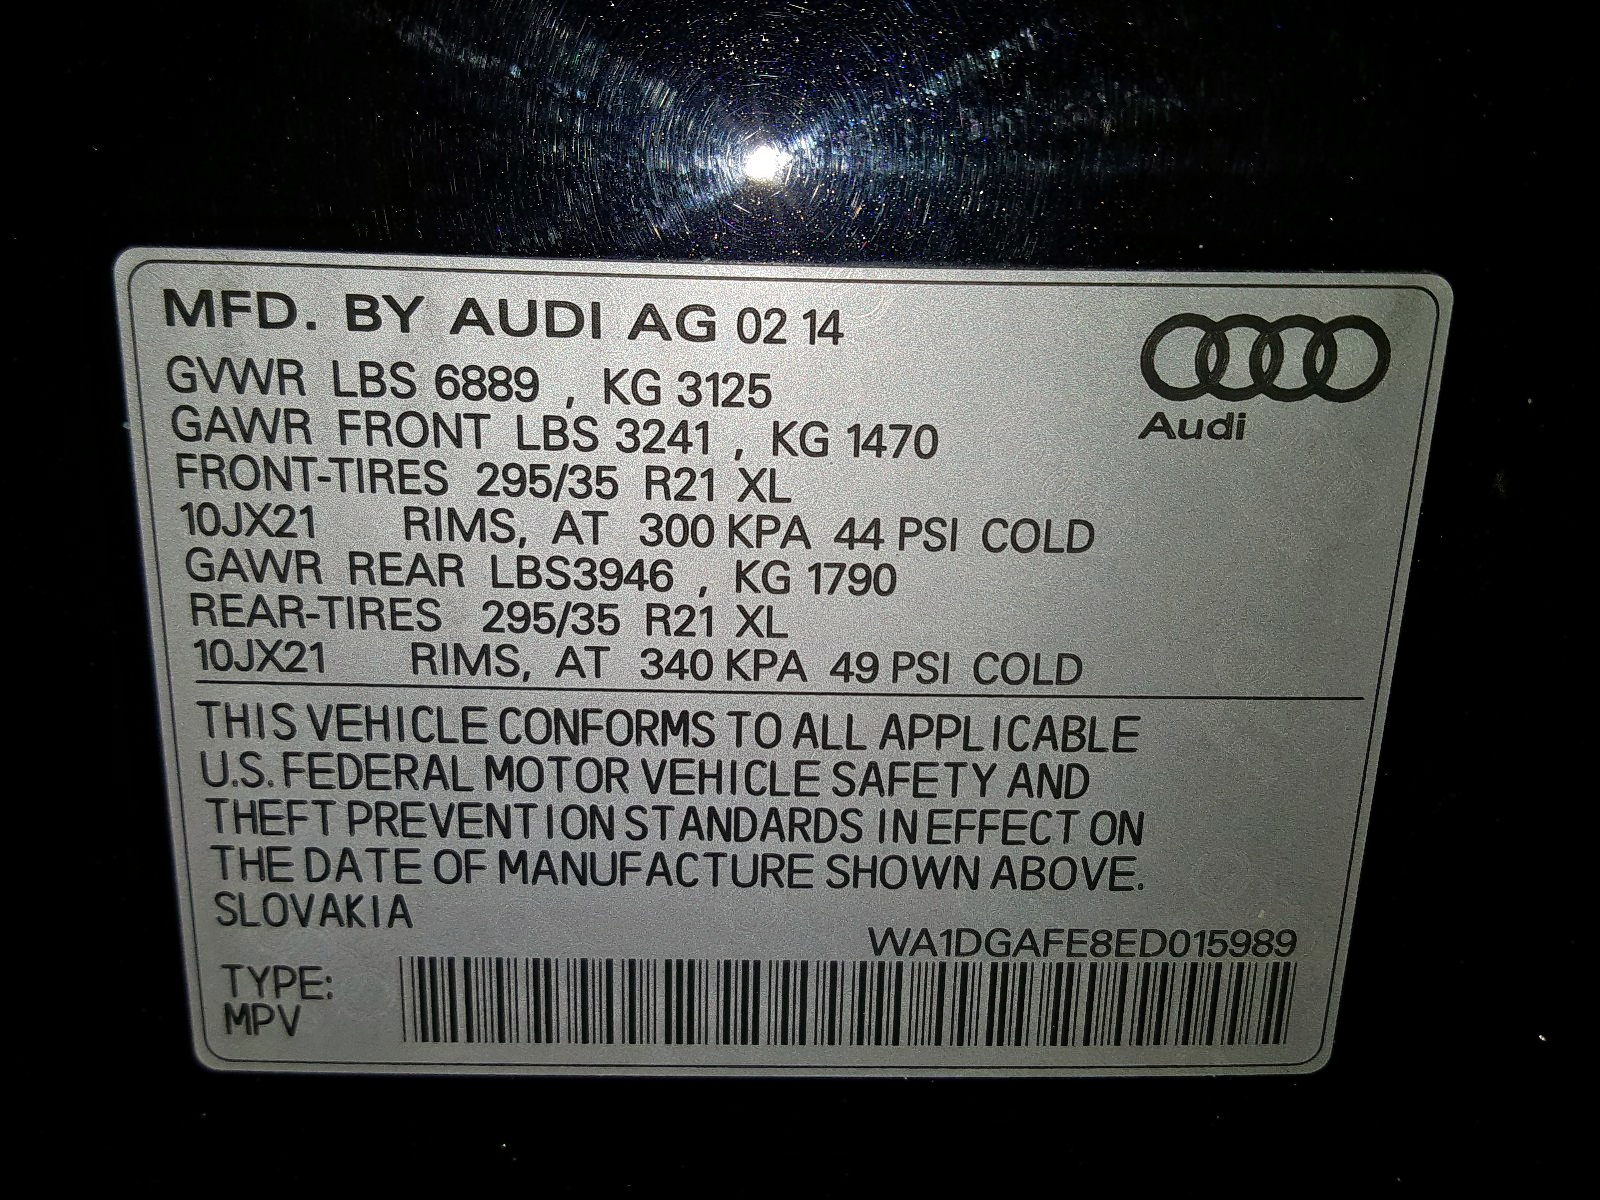 MFD. BY AUDI AG 02 14
GVWR LBS 6889 , KG 3125
GAWR FRONT LBS 3241 , KG 1470
FRONT-TIRES 295/35 R21 XL
10JX21 RIMS, AT 300 KPA 44 PSI COLD
GAWR REAR LBS3946 , KG 1790
REAR-TIRES 295/35 R21 XL
10JX21 RIMS, AT 340 KPA 49 PSI COLD
Audi
THIS VEHICLE CONFORMS TO ALL APPLICABLE
U.S. FEDERAL MOTOR VEHICLE SAFETY AND
THEFT PREVENTION STANDARDS IN EFFECT ON
THE DATE OF MANUFACTURE SHOWN ABOVE.
SLOVAKIA
WA1DGAFE8ED015989
TYPE:
MPV